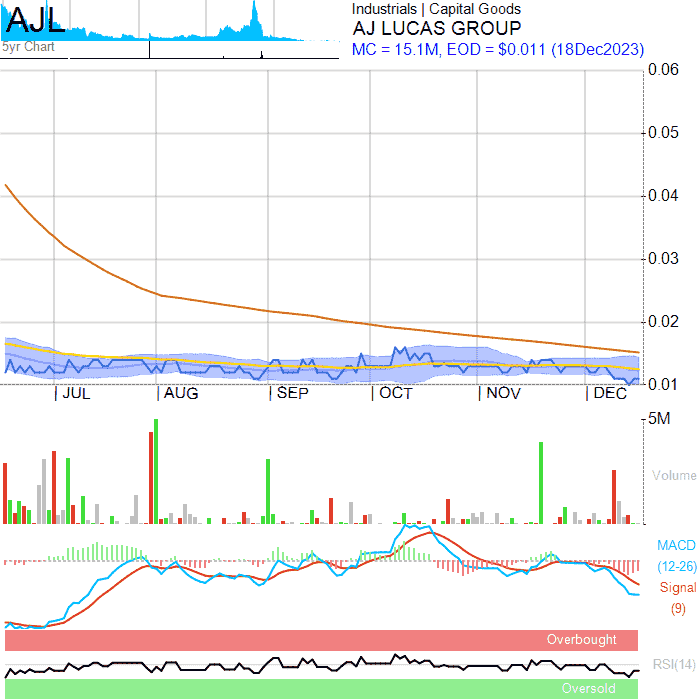 AJL
5yr Chart
Industrials | Capital Goods
AJ LUCAS GROUP
MC = 15.1M, EOD = $0.011 (18Dec2023)
0.06
0.05
0.04
0.03
0.02
0.01
JUL AUG SEP OCT NOV DEC
5M
Volume
MACD
(12-26)
Signal
(9)
Overbought
RSI(14)
Oversold